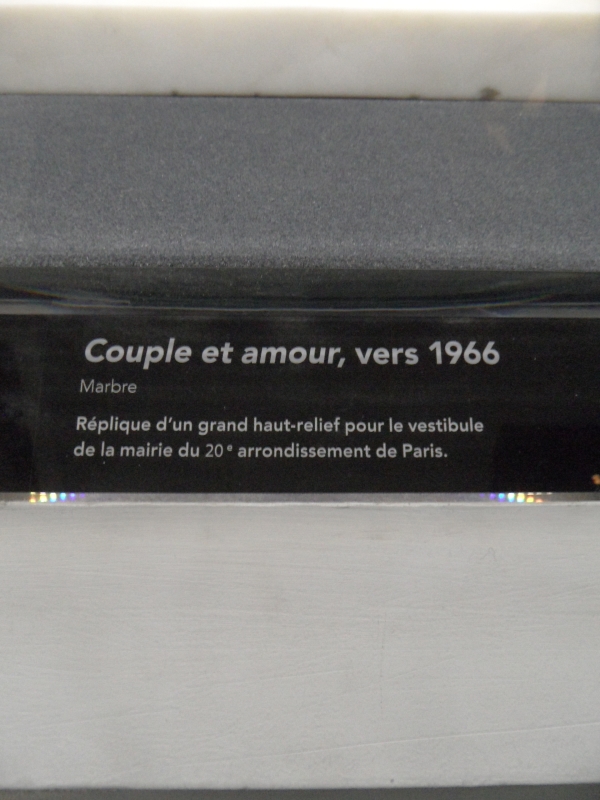 Couple et amour, vers 1966
Marbre
Réplique d'un grand haut-relief pour le vestibule
de la mairie du 20e arrondissement de Paris.